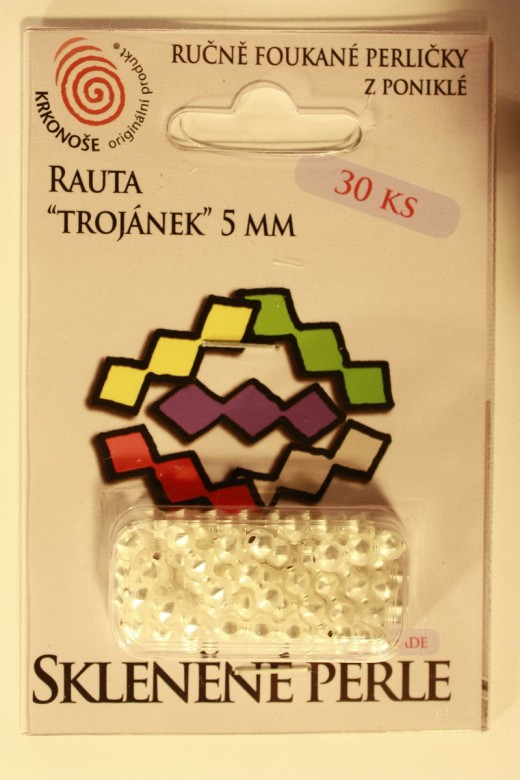 RUČNĚ FOUKANÉ PERLIČKY
Z PONIKLÉ
KRKONOŠE
originální produkt®
RAUTA
“TROJÁNEK” 5 MM
30 KS
SKLENĚNÉ PERLE